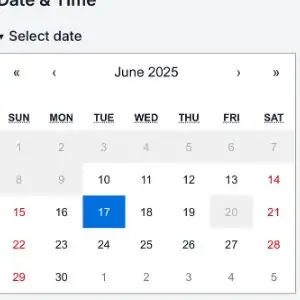 Date & Time
▾ Select date
« ‹ June 2025 › »
SUN MON TUE WED THU FRI SAT
1 2 3 4 5 6 7
8 9 10 11 12 13 14
15 16 17 18 19 20 21
22 23 24 25 26 27 28
29 30 1 2 3 4 5